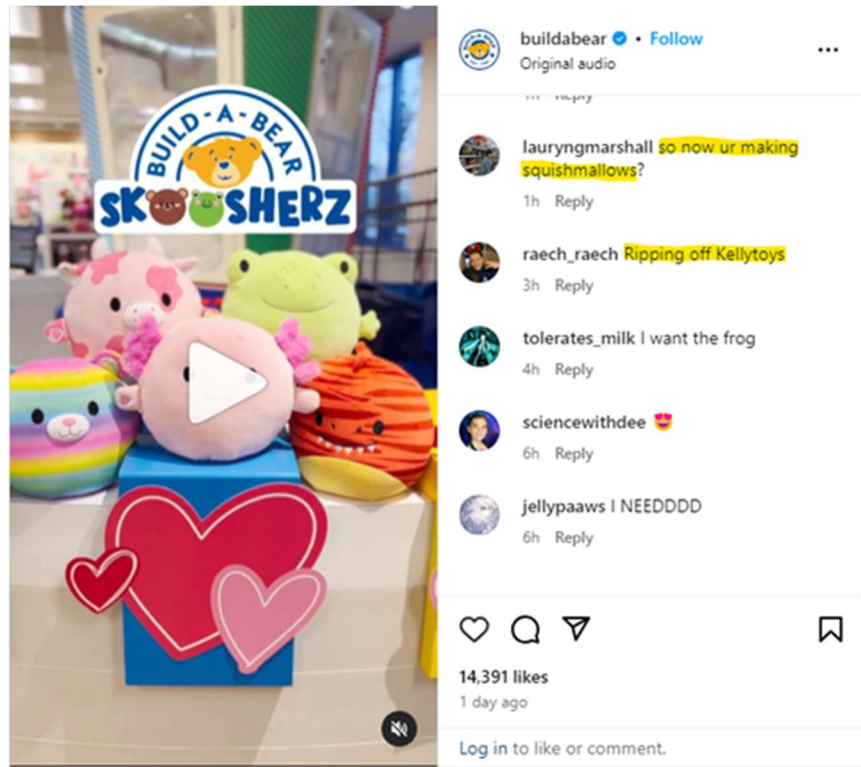 BUILD-A-BEAR
SKOOSHERZ
buildabear • Follow
Original audio
Reply
lauryngmarshall so now ur making
squishmallows?
1h Reply
raech_raech Ripping off Kellytoys
3h Reply
tolerates_milk I want the frog
4h Reply
sciencewithdee 😍
6h Reply
jellypaaws I NEEDDDD
6h Reply
14,391 likes
1 day ago
Log in to like or comment.